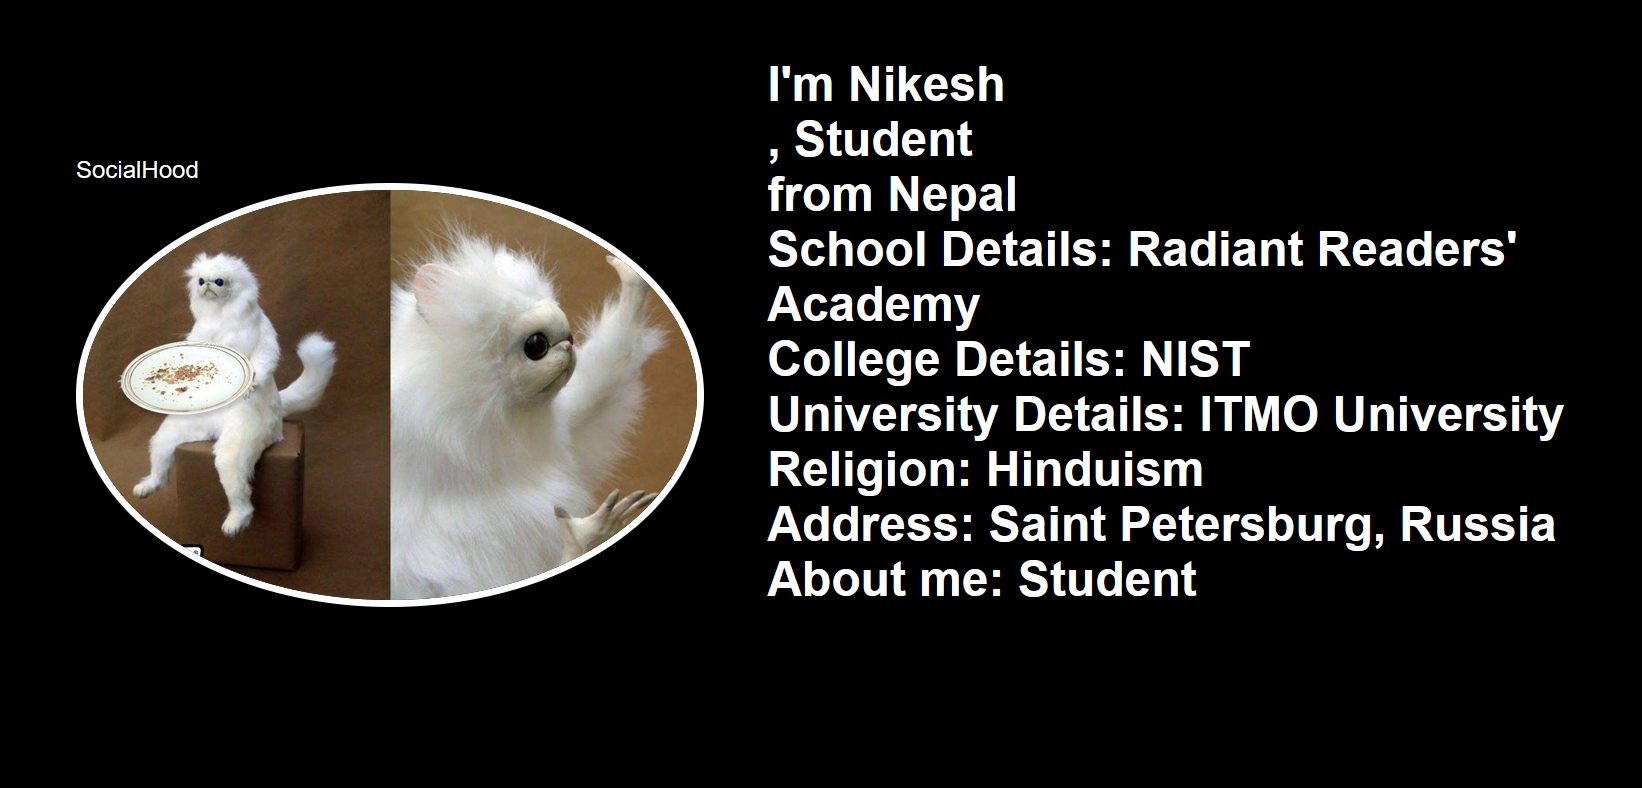 SocialHood
I'm Nikesh
, Student
from Nepal
School Details: Radiant Readers'
Academy
College Details: NIST
University Details: ITMO University
Religion: Hinduism
Address: Saint Petersburg, Russia
About me: Student